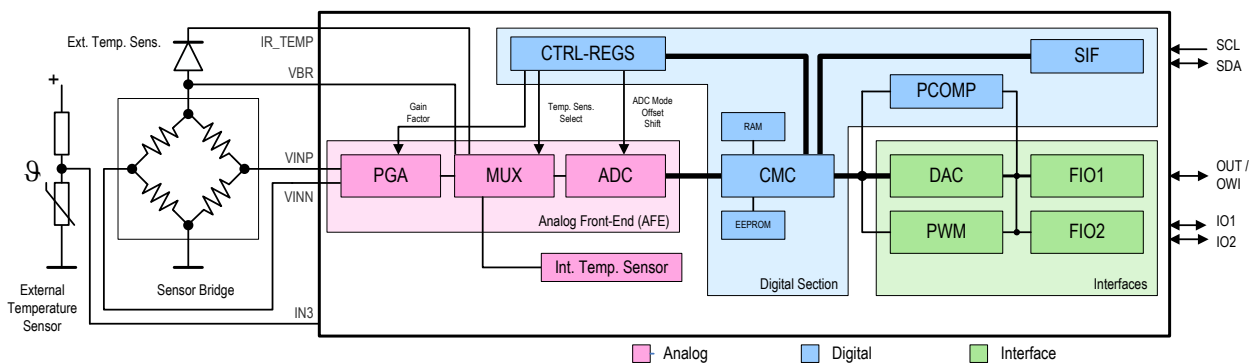 Ext. Temp. Sens.
IR_TEMP
VBR
CTRL-REGS
SIF
SCL
SDA
PCOMP
Gain
Factor
Temp. Sens.
Select
ADC Mode
Offset
Shift
RAM
+
ϑ
VINP
VINN
PGA
MUX
ADC
CMC
DAC
FIO1
OUT /
OWI
Analog Front-End (AFE)
EEPROM
PWM
FIO2
IO1
IO2
Int. Temp. Sensor
External
Temperature
Sensor
Sensor Bridge
IN3
Digital Section
Interfaces
Analog
Digital
Interface